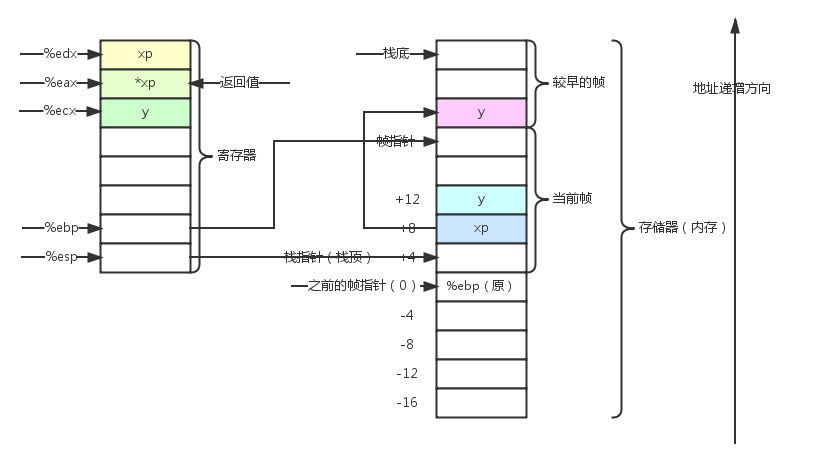 %edx
xp
%eax
*xp
返回值
%ecx
y
寄存器
%ebp
%esp
栈底
较早的帧
y
帧指针
+12
y
当前帧
+8
xp
栈指针（栈顶）
+4
之前的帧指针（0）
%ebp（原）
-4
-8
-12
-16
存储器（内存）
地址递增方向